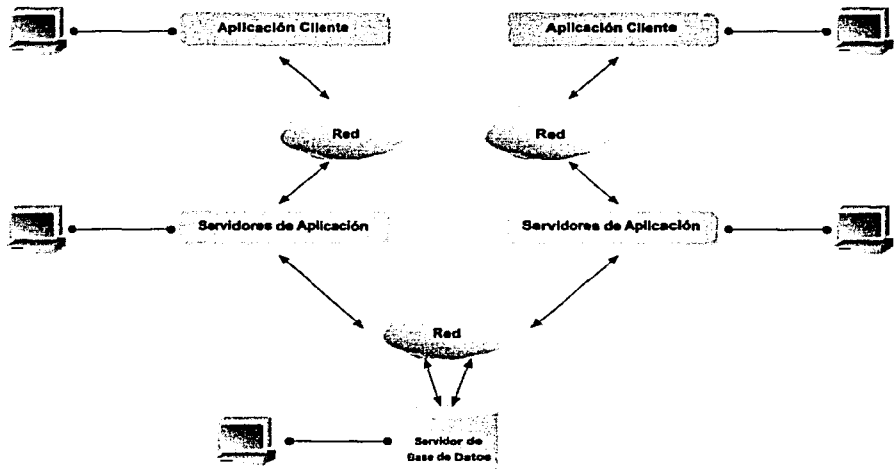 Aplicación Cliente
Aplicación Cliente
Red
Red
Servidores de Aplicación
Servidores de Aplicación
Red
Servidor de
Base de Datos